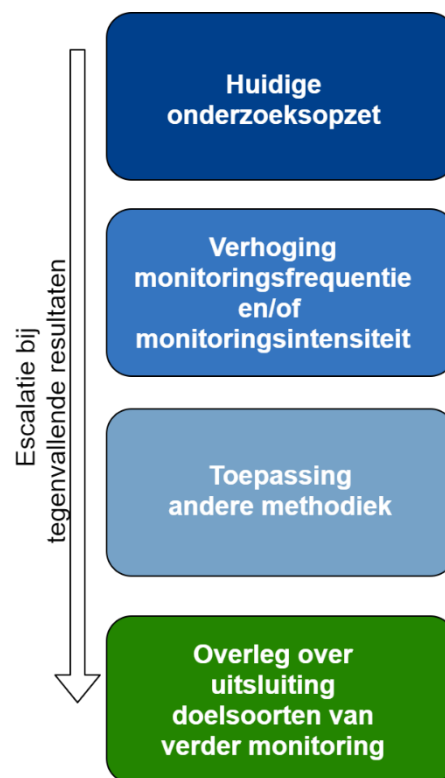 Huidige
onderzoeksopzet
Verhoging
monitoringsfrequentie
en/of
monitoringsintensiteit
Toepassing
andere methodiek
Overleg over
uitsluiting
doelsoorten van
verder monitoring
Escalatie bij
tegenvallende resultaten